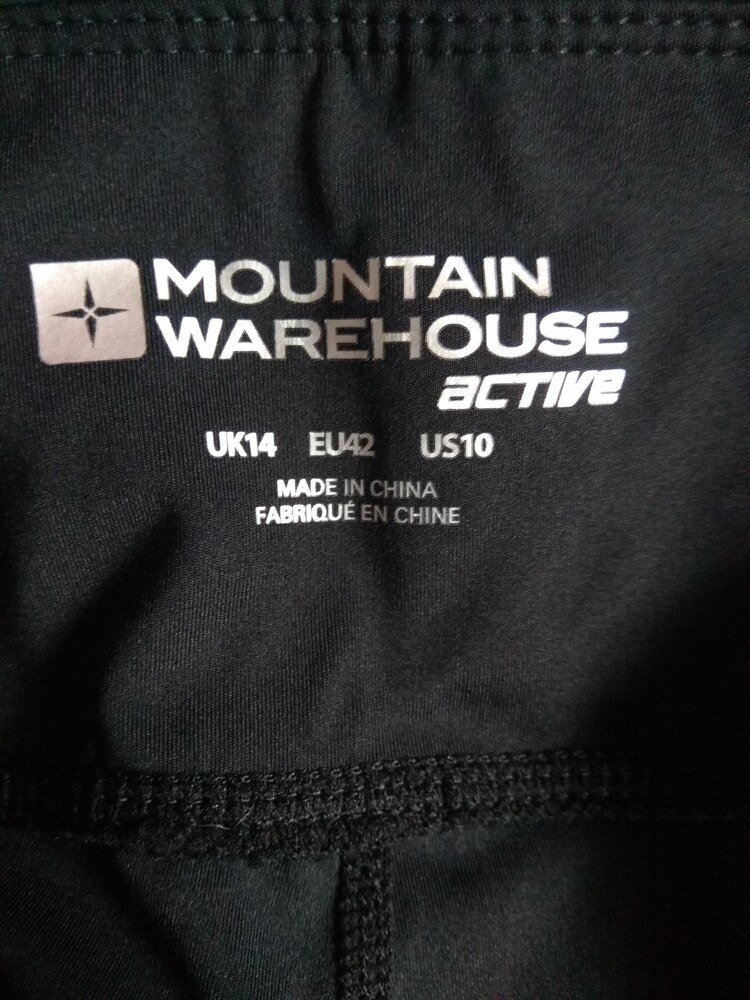 MOUNTAIN
WAREHOUSE
active
UK14 EU42 US10
MADE IN CHINA
FABRIQUÉ EN CHINE